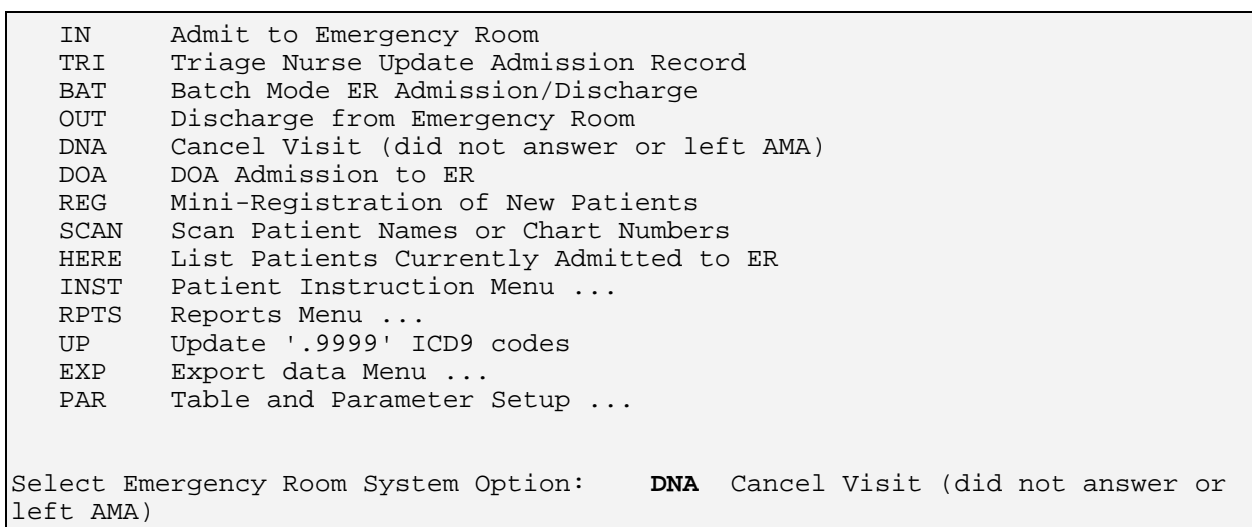 IN Admit to Emergency Room
TRI Triage Nurse Update Admission Record
BAT Batch Mode ER Admission/Discharge
OUT Discharge from Emergency Room
DNA Cancel Visit (did not answer or left AMA)
DOA DOA Admission to ER
REG Mini-Registration of New Patients
SCAN Scan Patient Names or Chart Numbers
HERE List Patients Currently Admitted to ER
INST Patient Instruction Menu ...
RPTS Reports Menu ...
UP Update '.9999' ICD9 codes
EXP Export data Menu ...
PAR Table and Parameter Setup ...
Select Emergency Room System Option: DNA Cancel Visit (did not answer or
left AMA)